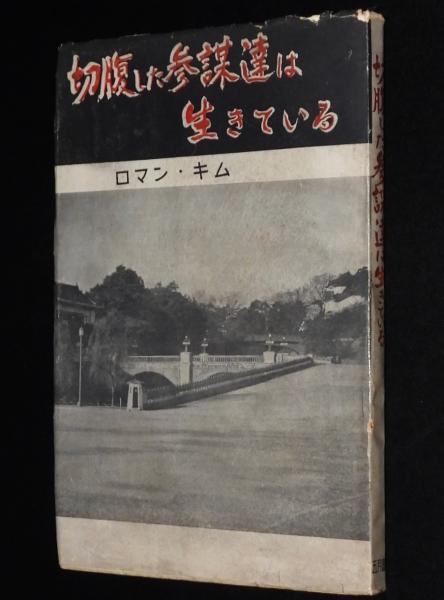 切腹した参謀達は
生きている
ロマン・キム
切腹した参謀達は生きている